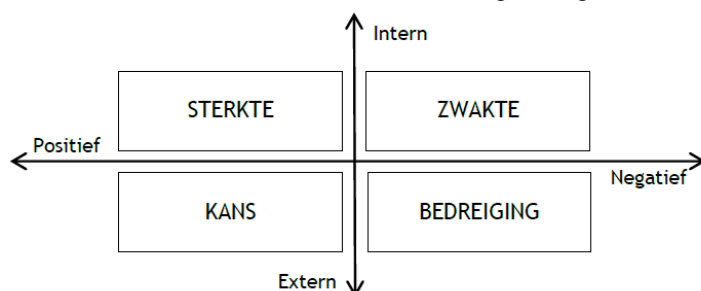 Intern
STERKTE
ZWAKTE
Positief
Negatief
KANS
BEDREIGING
Extern